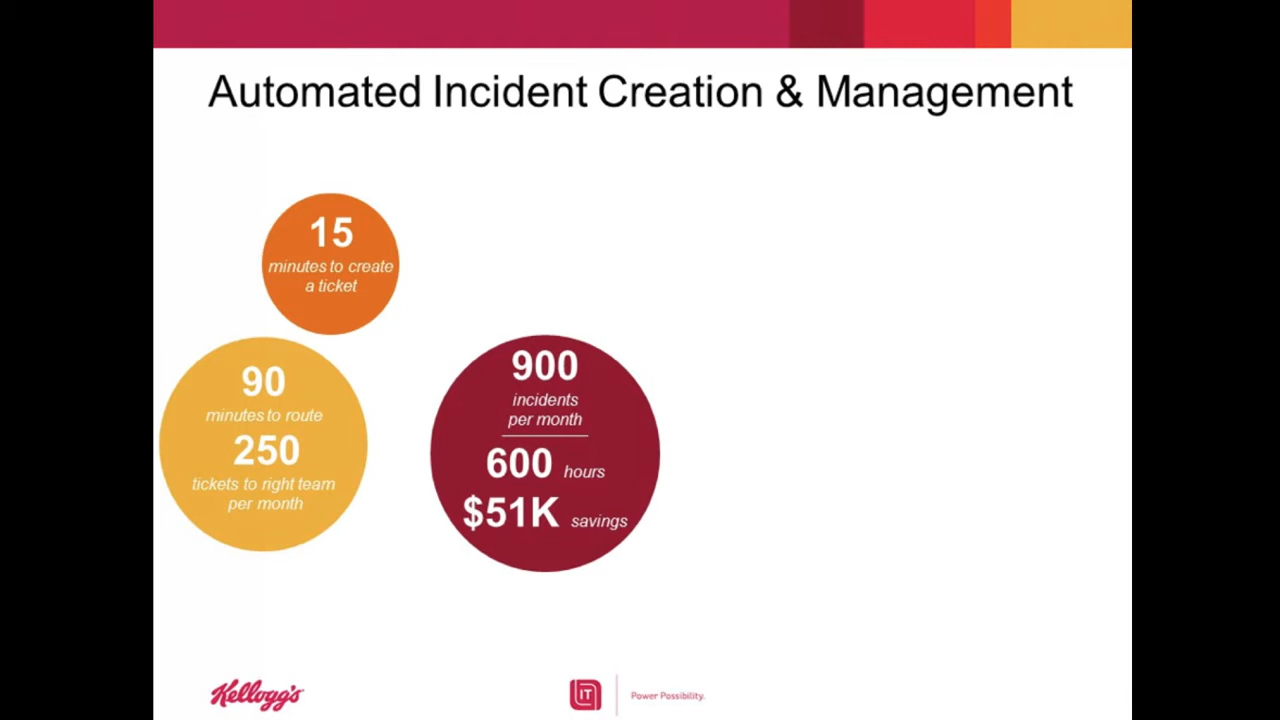 Automated Incident Creation & Management
15
minutes to create
a ticket
90
minutes to route
250
tickets to right team
per month
900
incidents
per month
600 hours
$51K savings
Kellogg's
IT
Power Possibility.